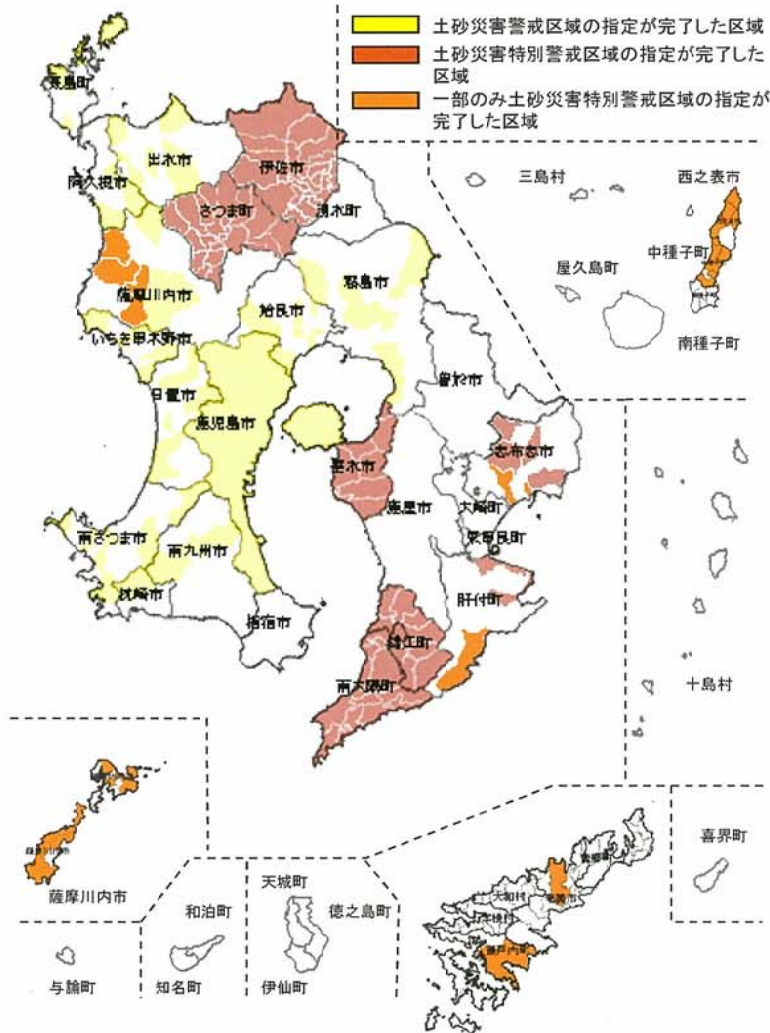 土砂災害警戒区域の指定が完了した区域
土砂災害特別警戒区域の指定が完了した
区域
一部のみ土砂災害特別警戒区域の指定が
完了した区域
長島町
出水市
伊佐市
阿久根市
さつま町
湧水町
三島村
西之表市
中種子町
屋久島町
南種子町
薩摩川内市
霧島市
姶良市
いちき串木野市
曽於市
日置市
鹿児島市
志布志市
垂水市
鹿屋市
大崎町
東串良町
南さつま市
南九州市
枕崎市
指宿市
肝付町
錦江町
南大隅町
十島村
薩摩川内市
喜界町
龍郷町
大和村
奄美市
宇検村
瀬戸内町
天城町
徳之島町
伊仙町
和泊町
知名町
与論町